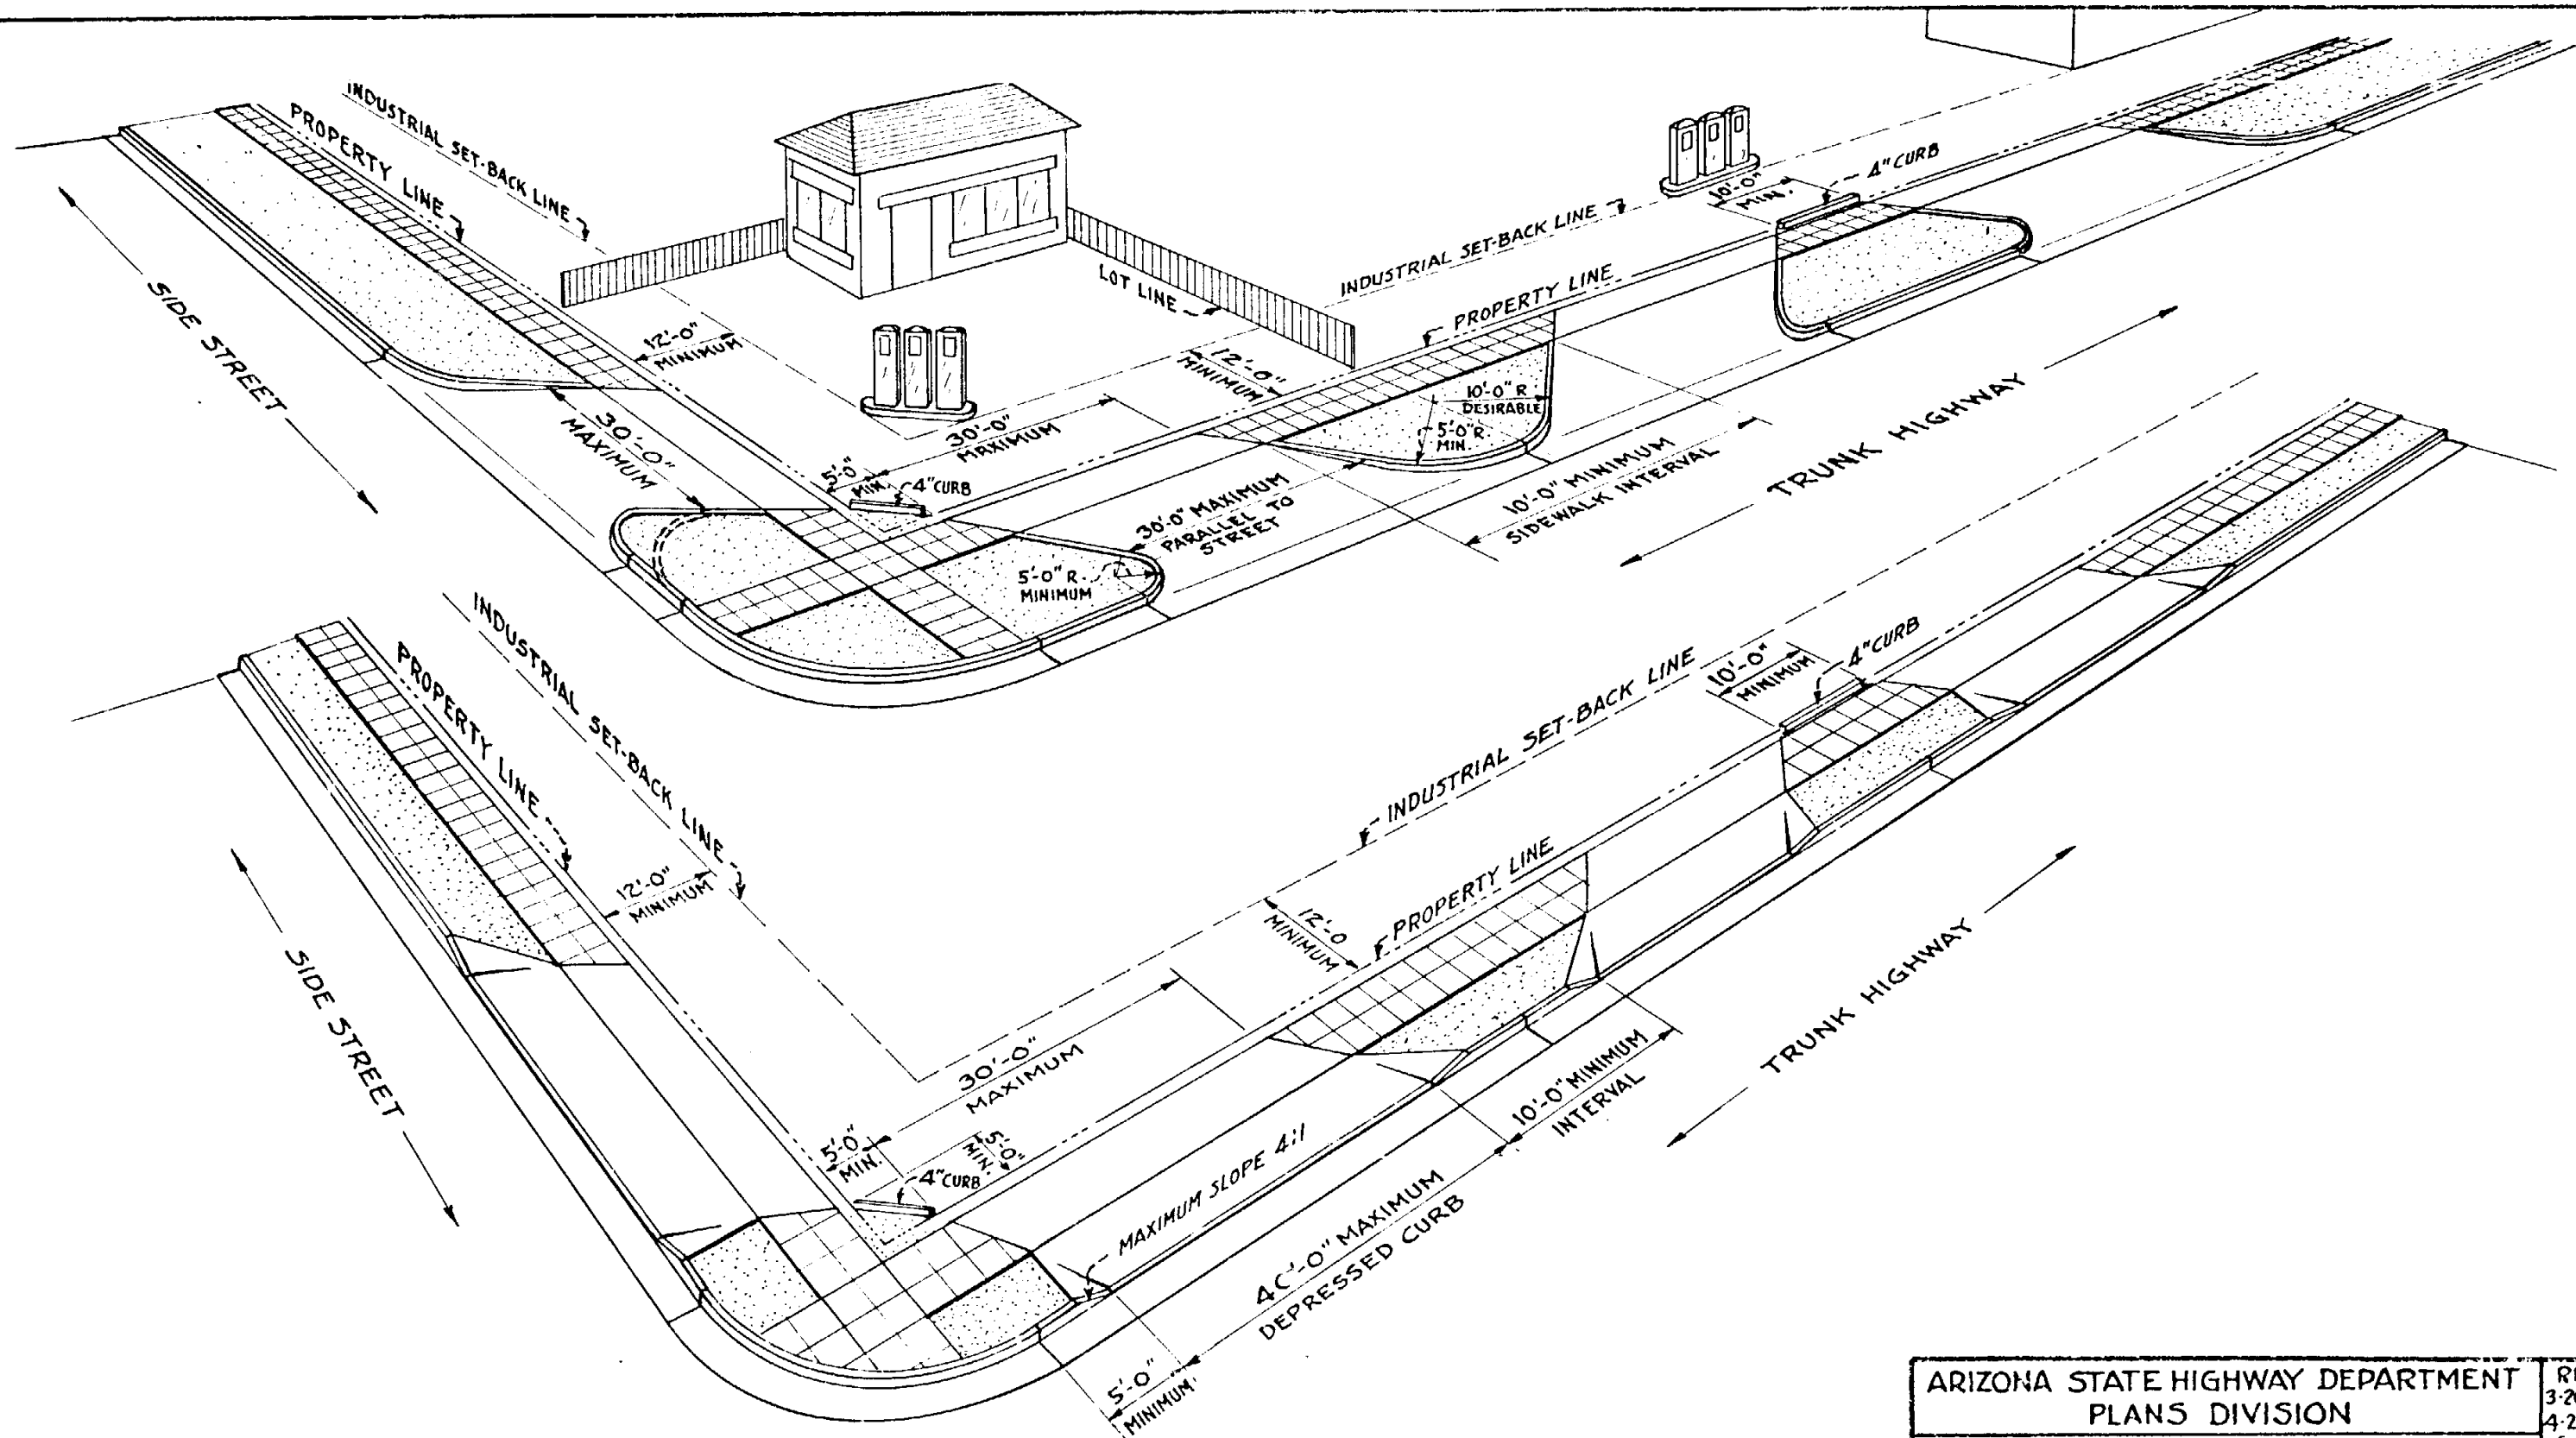 INDUSTRIAL SET-BACK LINE
PROPERTY LINE
SIDE STREET
12'-0"
MINIMUM
LOT LINE
INDUSTRIAL SET-BACK LINE
PROPERTY LINE
10'-0"
MIN.
4" CURB
30'-0"
MAXIMUM
30'-0"
MAXIMUM
12'-0"
MINIMUM
10'-0" R
DESIRABLE
5'-0" R
MIN.
5'-0"
MIN.
4" CURB
30'-0" MAXIMUM
PARALLEL TO
STREET
10'-0" MINIMUM
SIDEWALK INTERVAL
TRUNK HIGHWAY
5'-0" R.
MINIMUM
INDUSTRIAL SET-BACK LINE
PROPERTY LINE
SIDE STREET
12'-0"
MINIMUM
INDUSTRIAL SET-BACK LINE
10'-0"
MINIMUM
4" CURB
12'-0
MINIMUM
PROPERTY LINE
30'-0"
MAXIMUM
5'-0"
MIN.
5'-0"
MIN.
4" CURB
MAXIMUM SLOPE 4:1
10'-0" MINIMUM
INTERVAL
TRUNK HIGHWAY
40'-0" MAXIMUM
DEPRESSED CURB
5'-0"
MINIMUM
ARIZONA STATE HIGHWAY DEPARTMENT
PLANS DIVISION